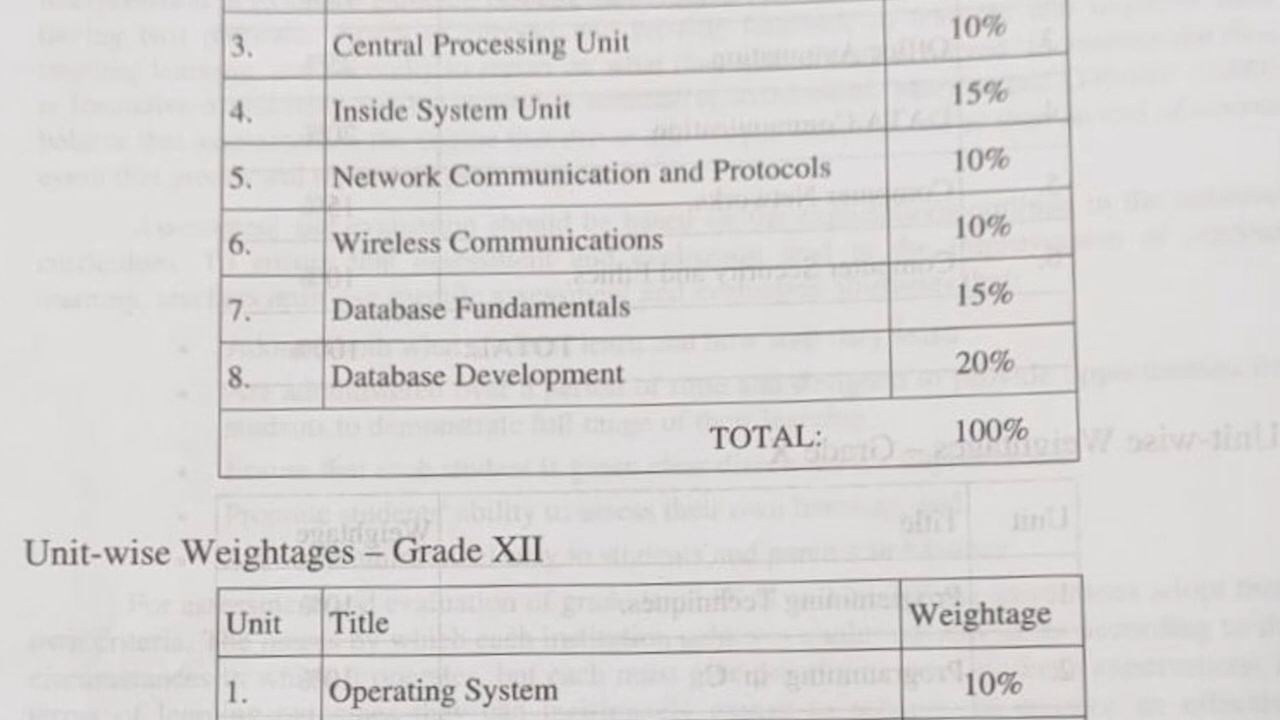 3. Central Processing Unit 10%
4. Inside System Unit 15%
5. Network Communication and Protocols 10%
6. Wireless Communications 10%
7. Database Fundamentals 15%
8. Database Development 20%
TOTAL: 100%
Unit-wise Weightages – Grade XII
Unit Title Weightage
1. Operating System 10%